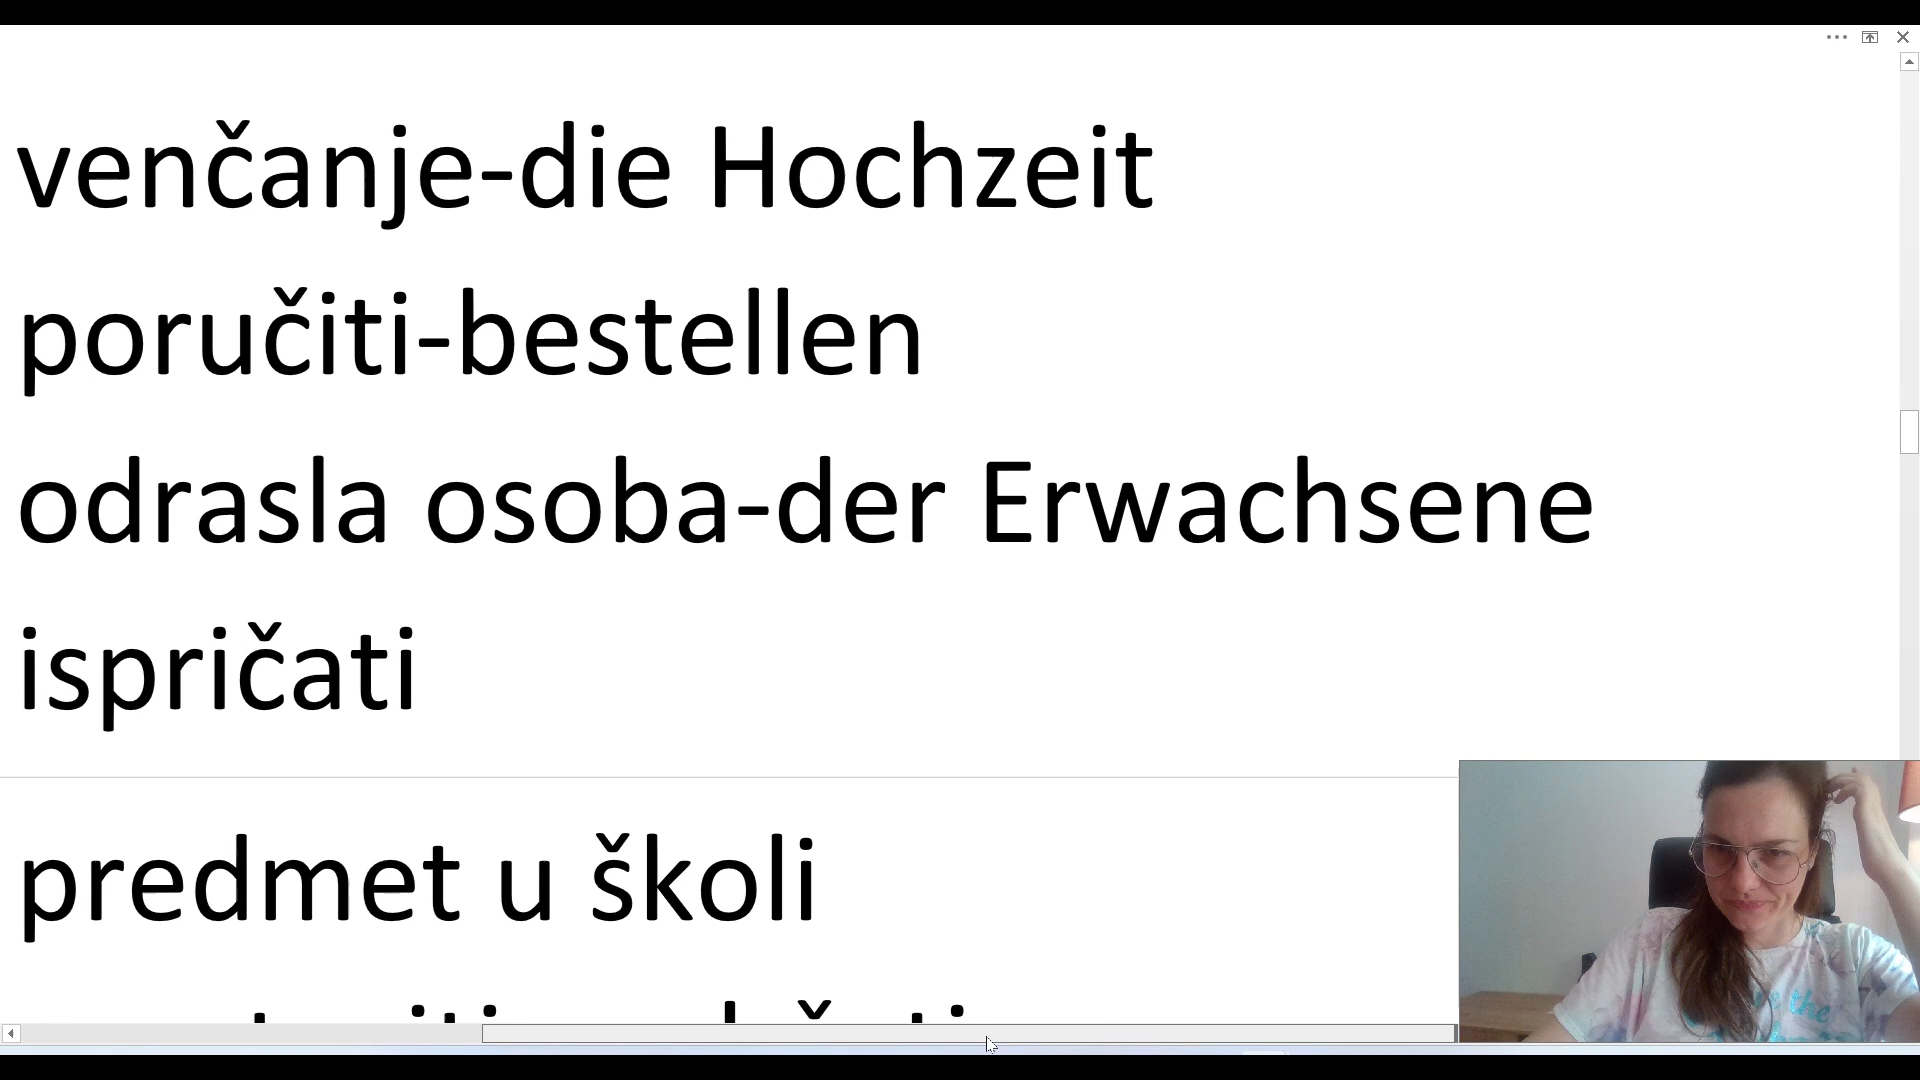 venčanje-die Hochzeit
poručiti-bestellen
odrasla osoba-der Erwachsene
ispričati
predmet u školi